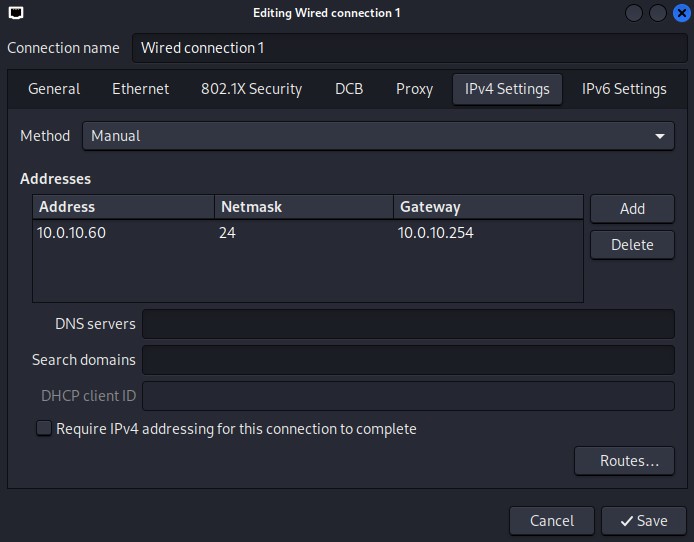 Editing Wired connection 1
Connection name Wired connection 1
General Ethernet 802.1X Security DCB Proxy IPv4 Settings IPv6 Settings
Method Manual
Addresses
Address Netmask Gateway Add
10.0.10.60 24 10.0.10.254
Delete
DNS servers
Search domains
DHCP client ID
Require IPv4 addressing for this connection to complete
Routes...
Cancel Save